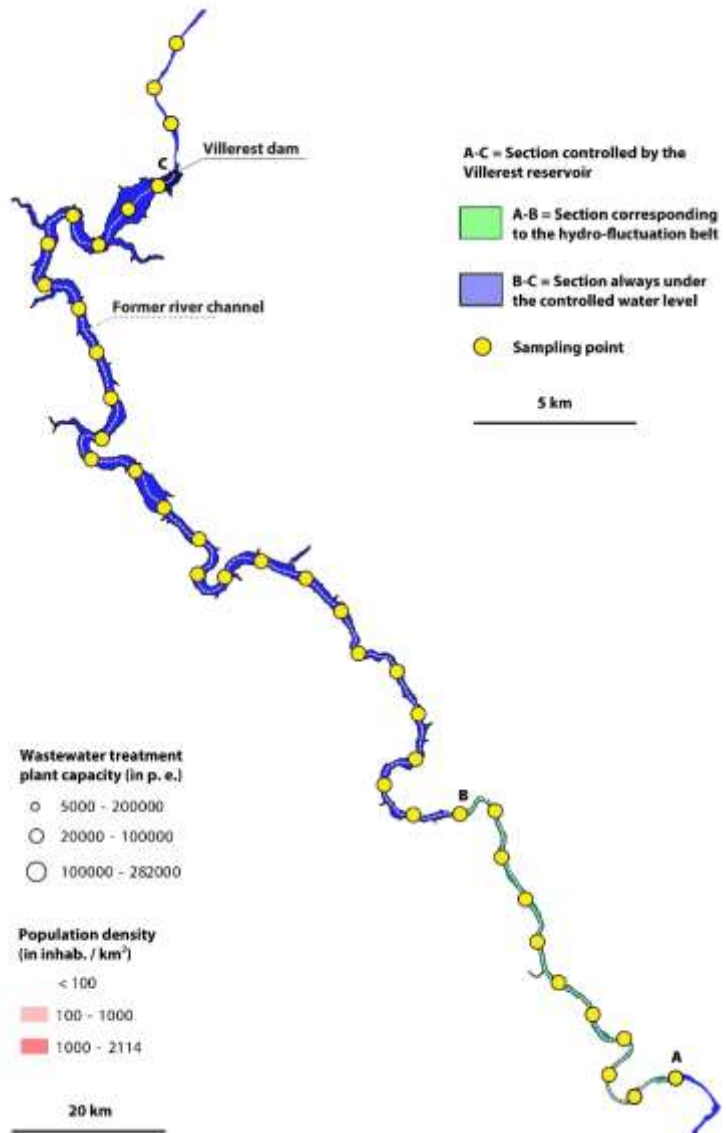 C
Villerest dam
Former river channel
A-C = Section controlled by the
Villerest reservoir
A-B = Section corresponding
to the hydro-fluctuation belt
B-C = Section always under
the controlled water level
Sampling point
5 km
B
A
Wastewater treatment
plant capacity (in p. e.)
5000 - 200000
20000 - 100000
100000 - 282000
Population density
(in inhab. / km²)
< 100
100 - 1000
1000 - 2114
20 km